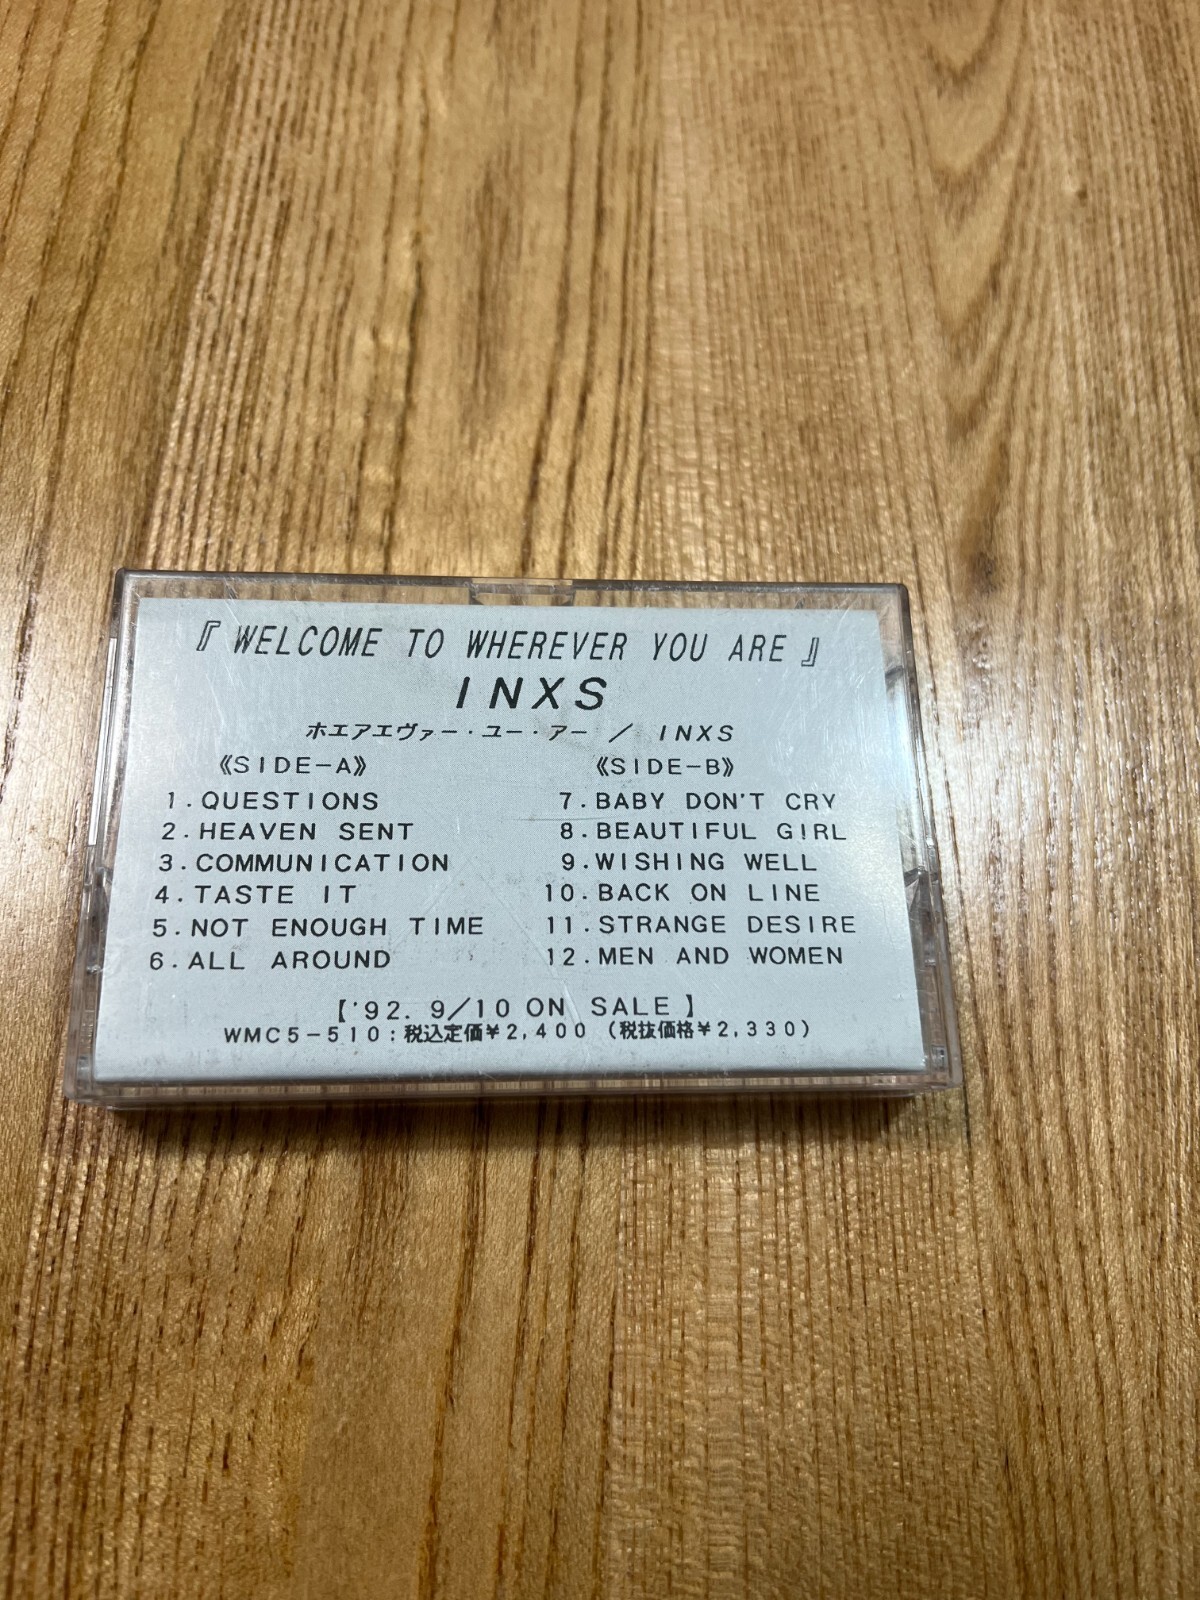 『 WELCOME TO WHEREVER YOU ARE 』
INXS
ホエアエヴァー・ユー・アー ／ INXS
《SIDE-A》
1. QUESTIONS
2. HEAVEN SENT
3. COMMUNICATION
4. TASTE IT
5. NOT ENOUGH TIME
6. ALL AROUND
《SIDE-B》
7. BABY DON'T CRY
8. BEAUTIFUL GIRL
9. WISHING WELL
10. BACK ON LINE
11. STRANGE DESIRE
12. MEN AND WOMEN
【 '92. 9/10 ON SALE 】
WMC5-510：税込定価¥2,400 （税抜価格¥2,330）